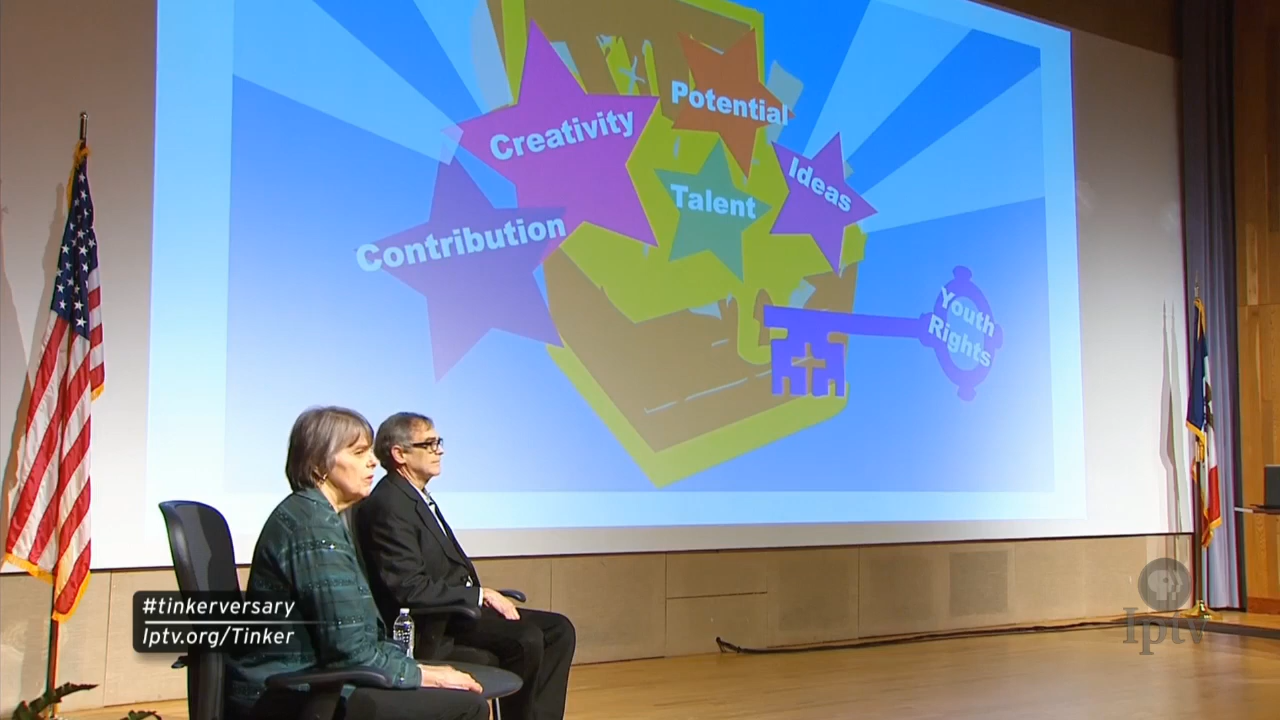 Potential
Creativity
Ideas
Talent
Contribution
Youth
Rights
#tinkerversary
iptv.org/Tinker
Iptv